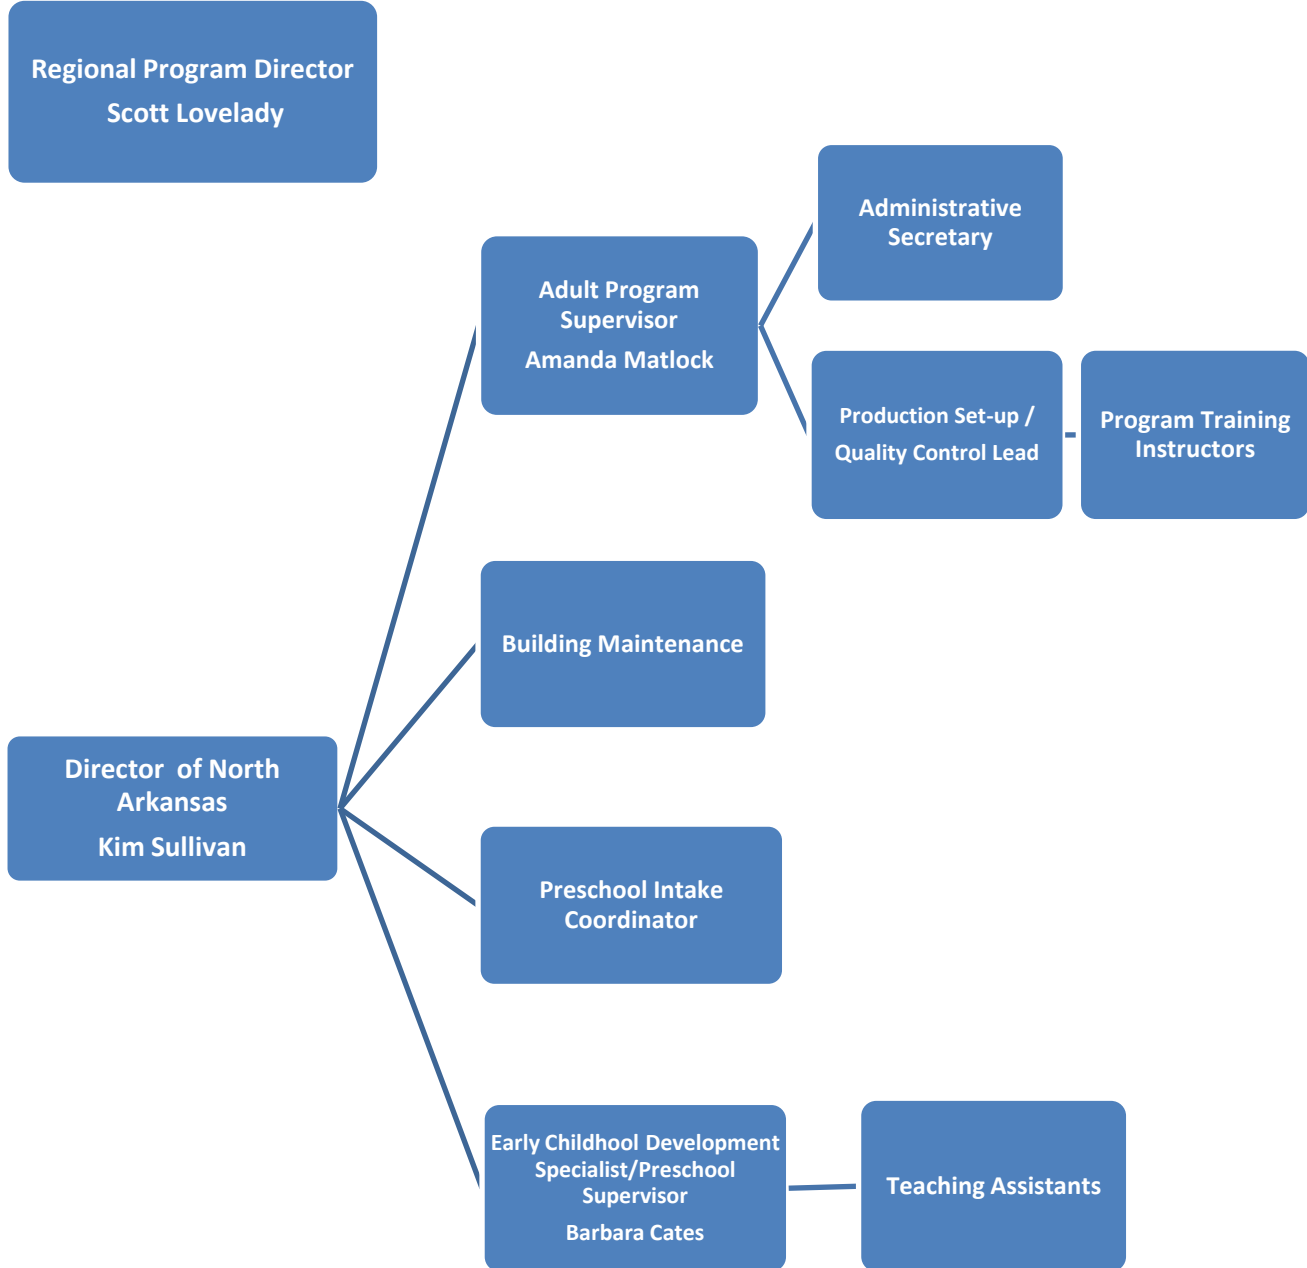 Regional Program Director
Scott Lovelady
Administrative
Secretary
Adult Program
Supervisor
Amanda Matlock
Production Set-up /
Quality Control Lead
Program Training
Instructors
Building Maintenance
Director  of North
Arkansas
Kim Sullivan
Preschool Intake
Coordinator
Early Childhool Development
Specialist/Preschool
Supervisor
Barbara Cates
Teaching Assistants